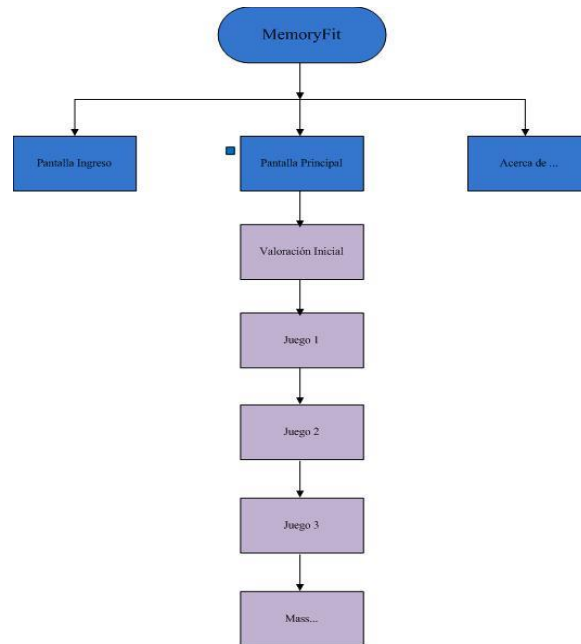 MemoryFit
Pantalla Ingreso
Pantalla Principal
Acerca de ...
Valoración Inicial
Juego 1
Juego 2
Juego 3
Mass...